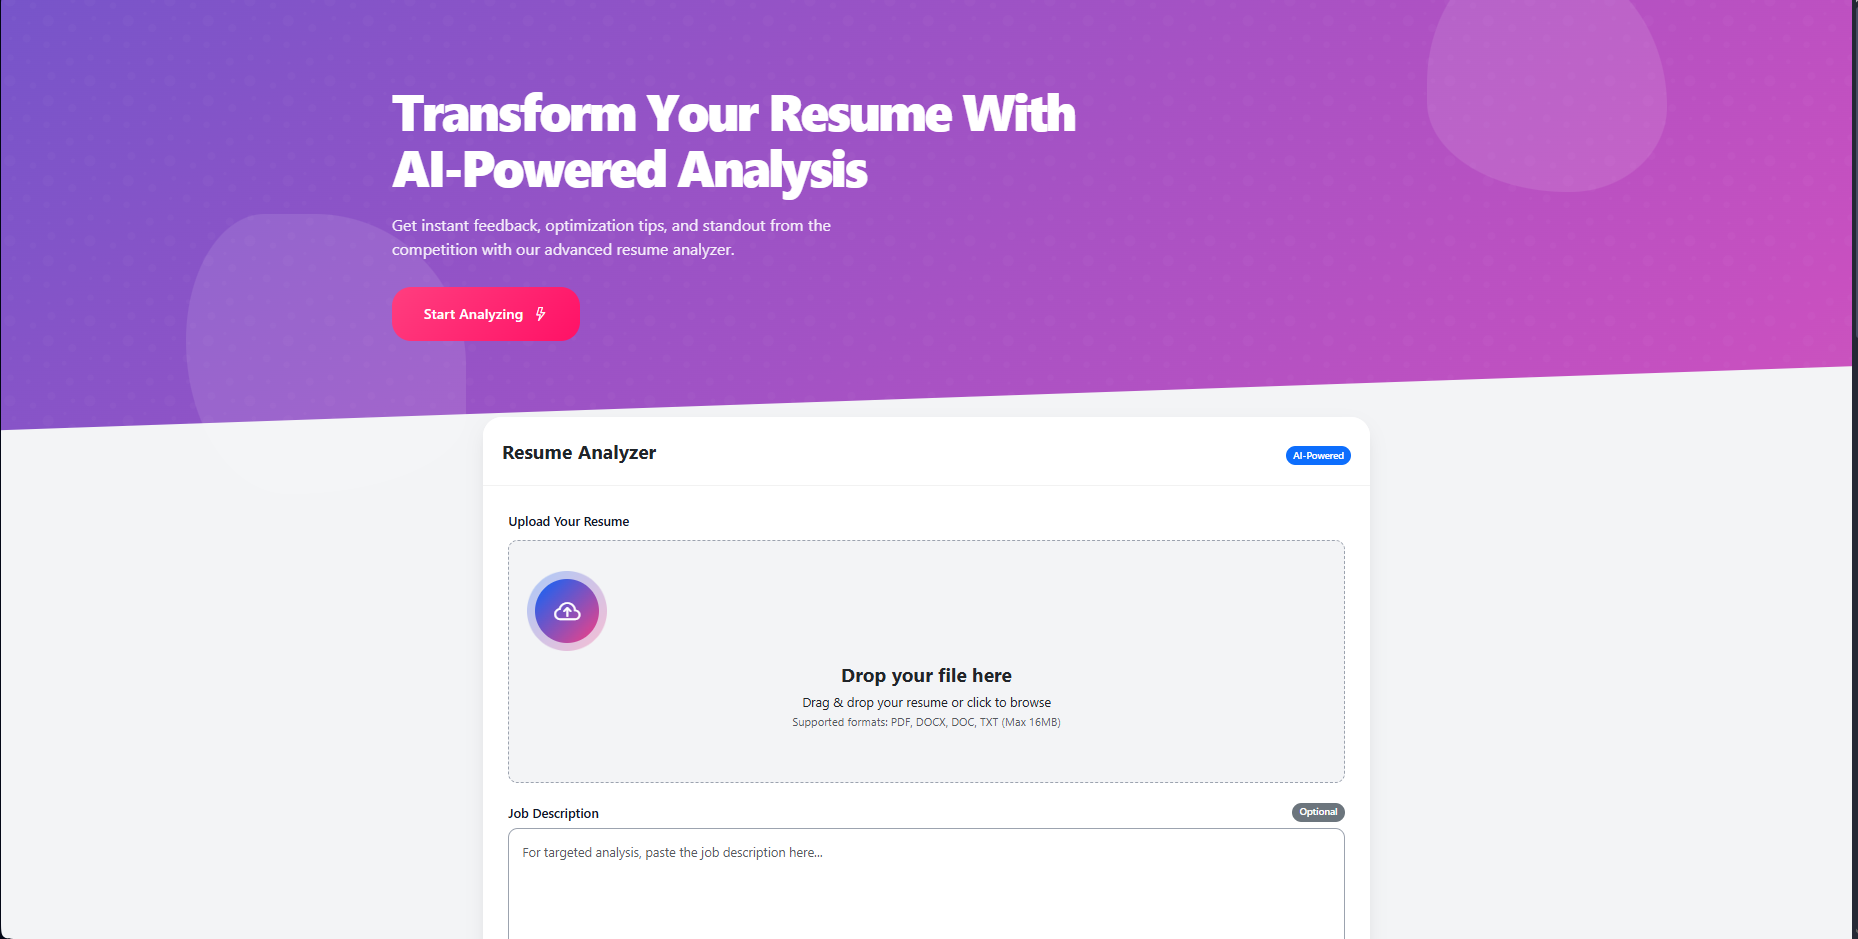 Transform Your Resume With
AI-Powered Analysis
Get instant feedback, optimization tips, and standout from the
competition with our advanced resume analyzer.
Start Analyzing
Resume Analyzer
AI-Powered
Upload Your Resume
Drop your file here
Drag & drop your resume or click to browse
Supported formats: PDF, DOCX, DOC, TXT (Max 16MB)
Job Description
Optional
For targeted analysis, paste the job description here...